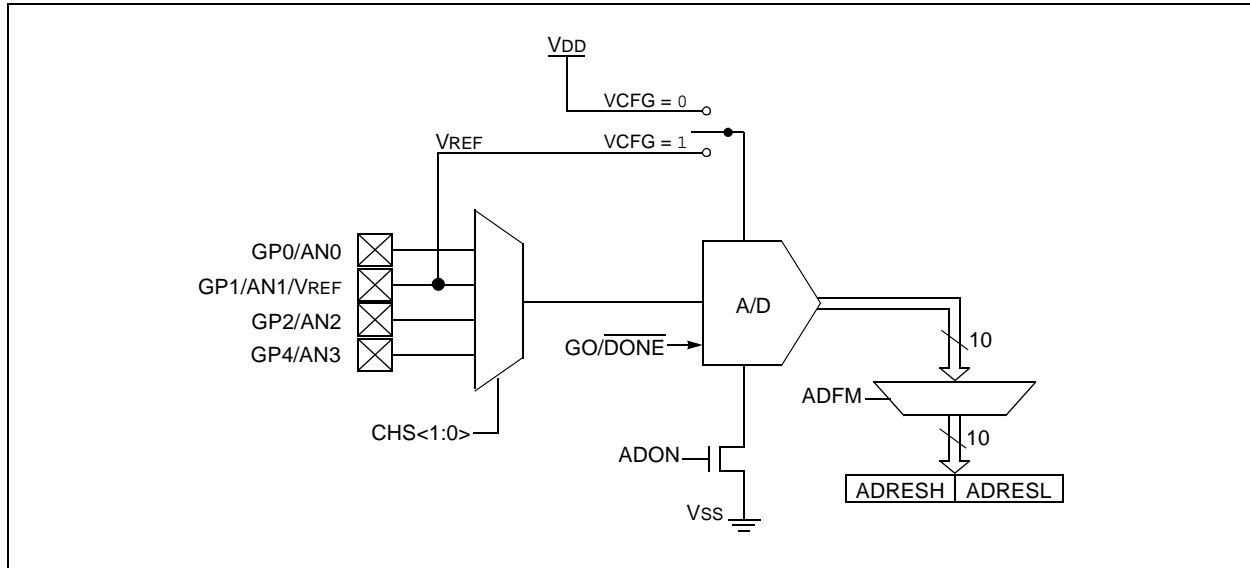 VDD
VCFG = 0
VREF
VCFG = 1
GP0/AN0
GP1/AN1/VREF
GP2/AN2
GP4/AN3
A/D
GO/DONE
10
ADFM
CHS<1:0>
10
ADON
ADRESH ADRESL
VSS